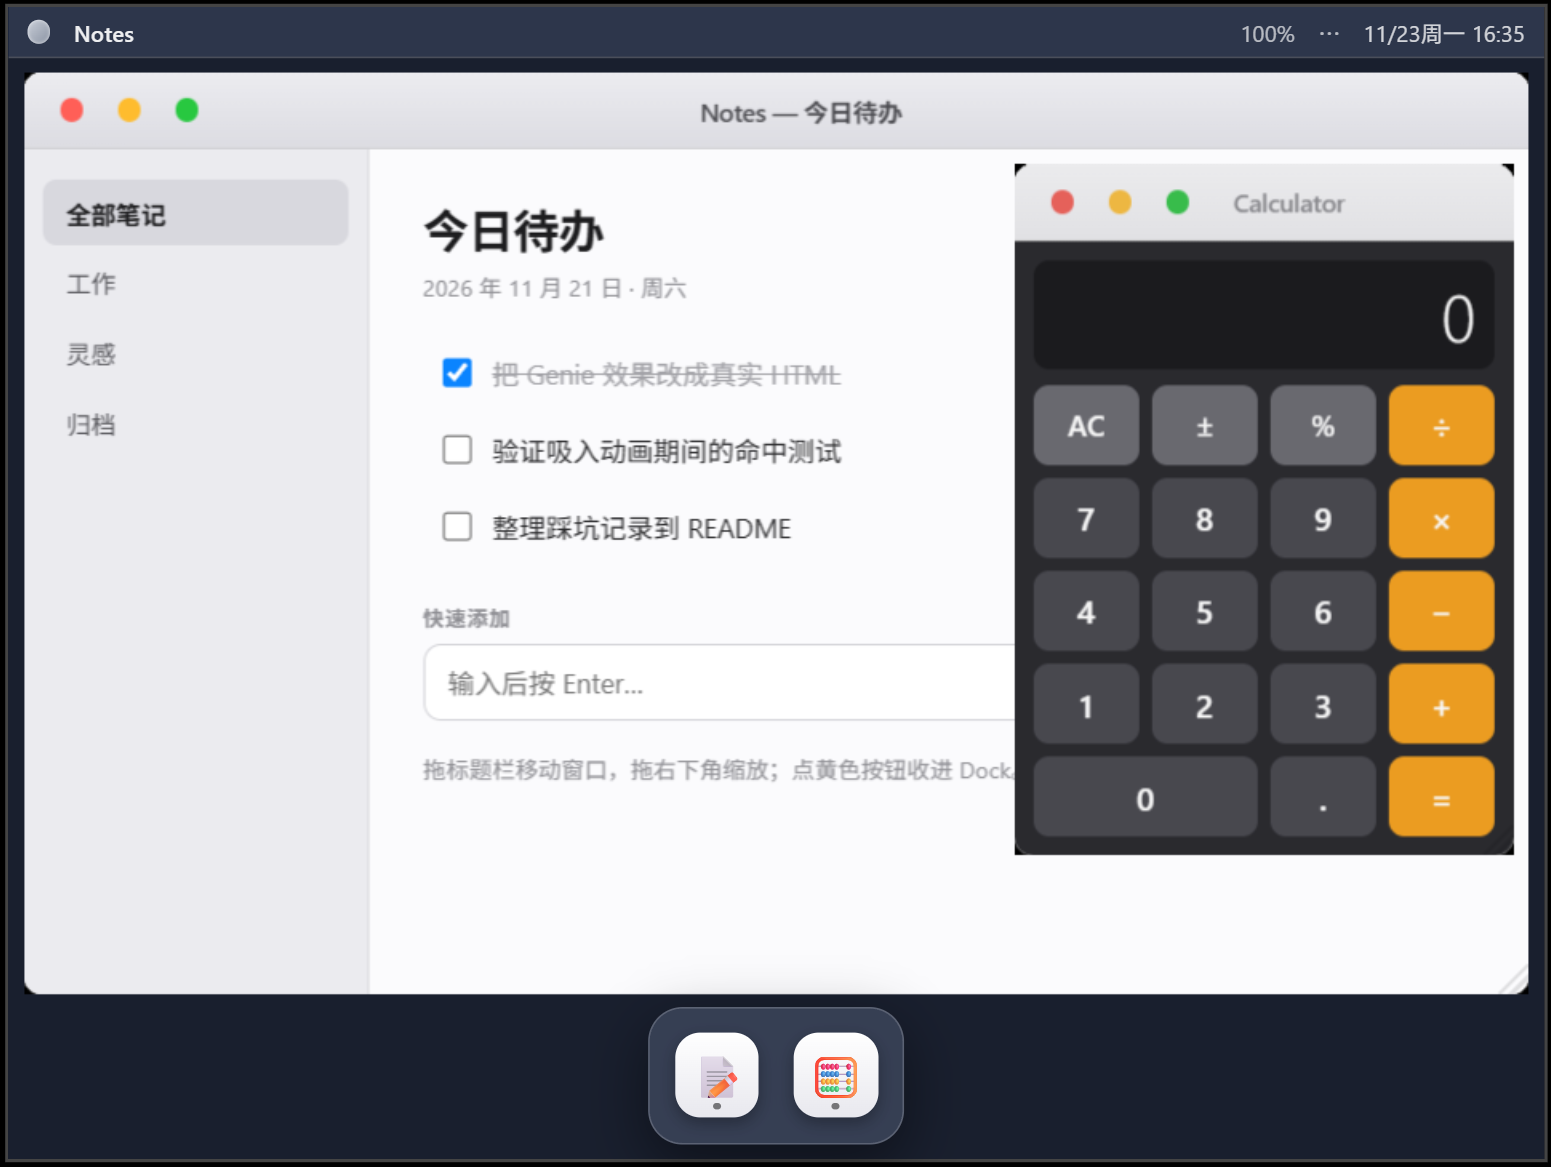 Notes
100% ··· 11/23周一 16:35
Notes — 今日待办
全部笔记
工作
灵感
归档
今日待办
2026 年 11 月 21 日 · 周六
把 Genie 效果改成真实 HTML
验证吸入动画期间的命中测试
整理踩坑记录到 README
快速添加
输入后按 Enter...
拖标题栏移动窗口，拖右下角缩放；点黄色按钮收进 Dock。
Calculator
0
AC ± % ÷
7 8 9 ×
4 5 6 −
1 2 3 +
0 . =